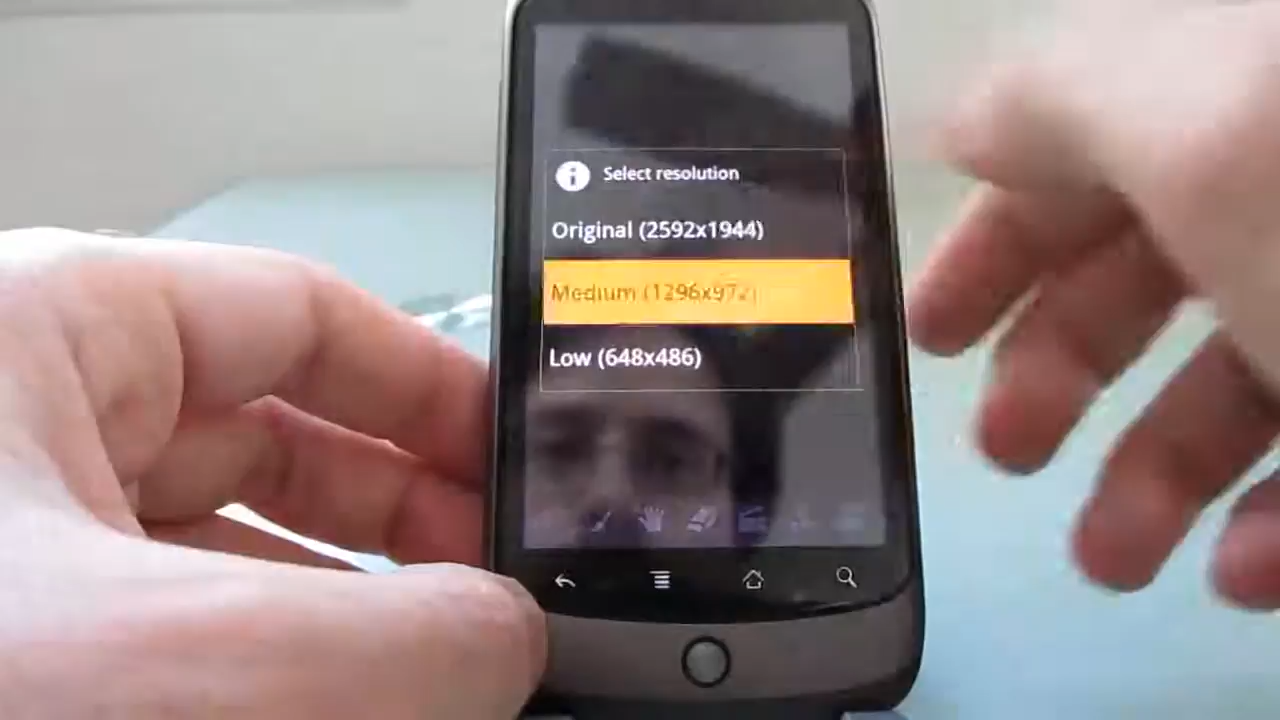 Select resolution
Original (2592x1944)
Medium (1296x972)
Low (648x486)